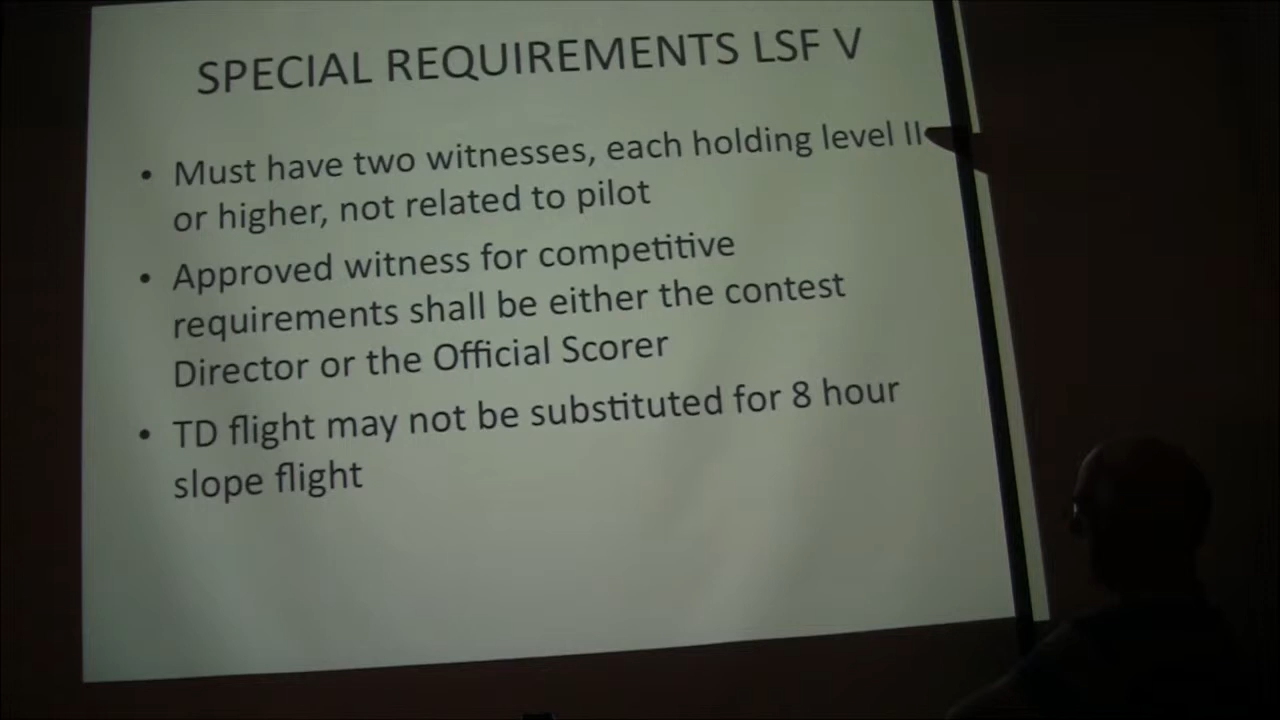 SPECIAL REQUIREMENTS LSF V
• Must have two witnesses, each holding level II
or higher, not related to pilot
• Approved witness for competitive
requirements shall be either the contest
Director or the Official Scorer
• TD flight may not be substituted for 8 hour
slope flight